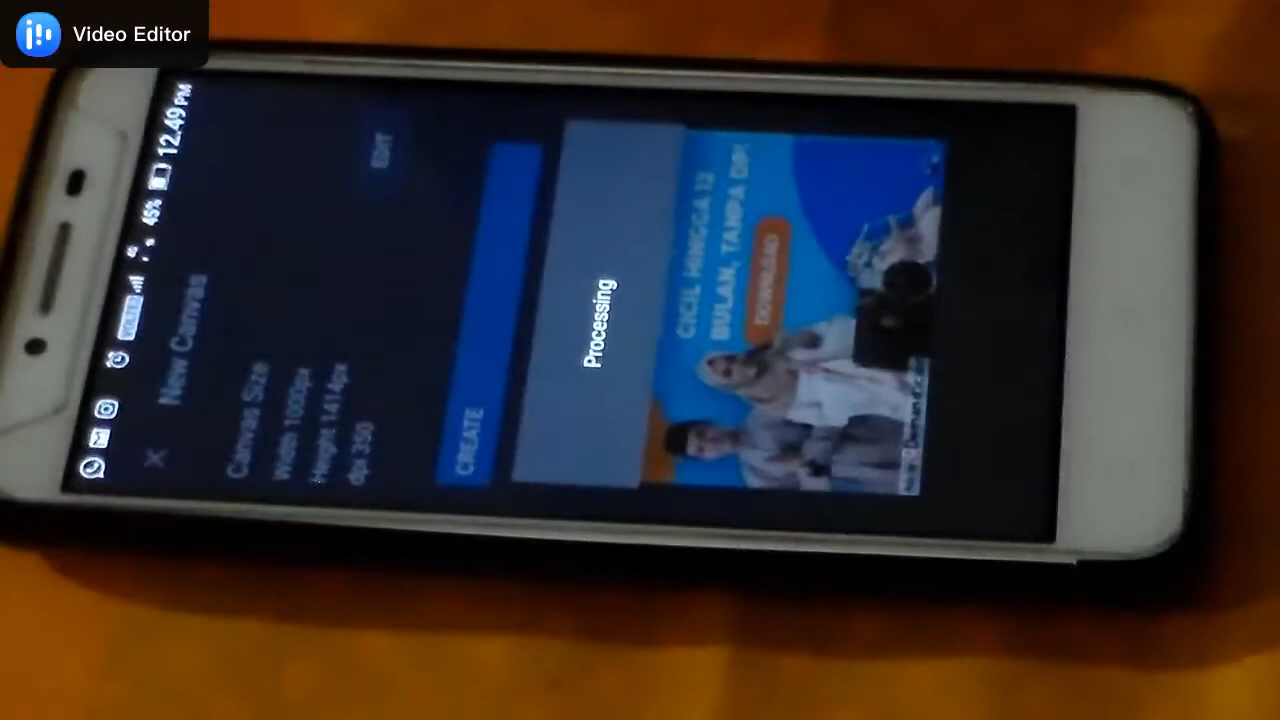 Video Editor
45% 12.49 PM
New Canvas
Canvas Size
Width 1000px
Height 1414px
dpi 350
EDIT
CREATE
Processing
CICIL HINGGA 12
BULAN, TANPA DP!
DOWNLOAD